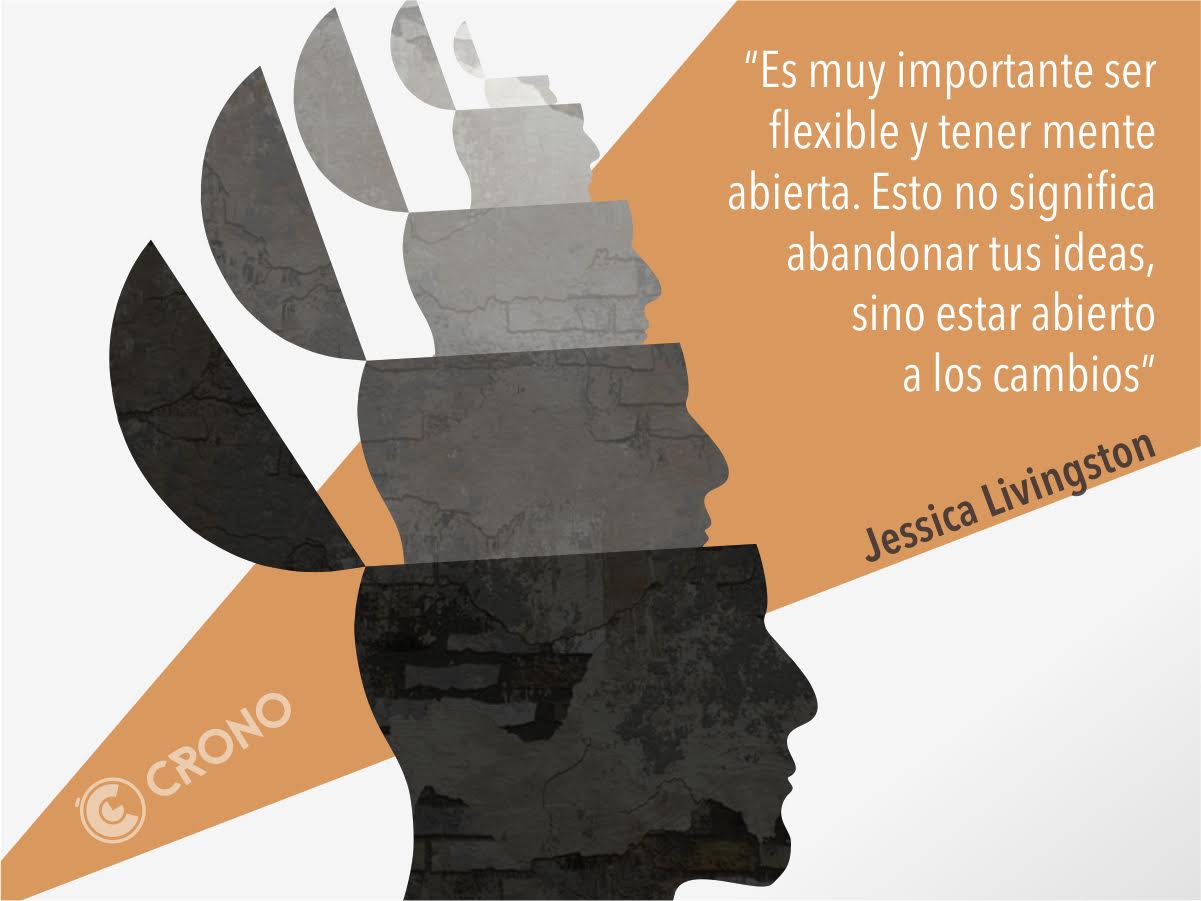 “Es muy importante ser
flexible y tener mente
abierta. Esto no significa
abandonar tus ideas,
sino estar abierto
a los cambios”
Jessica Livingston
CRONO